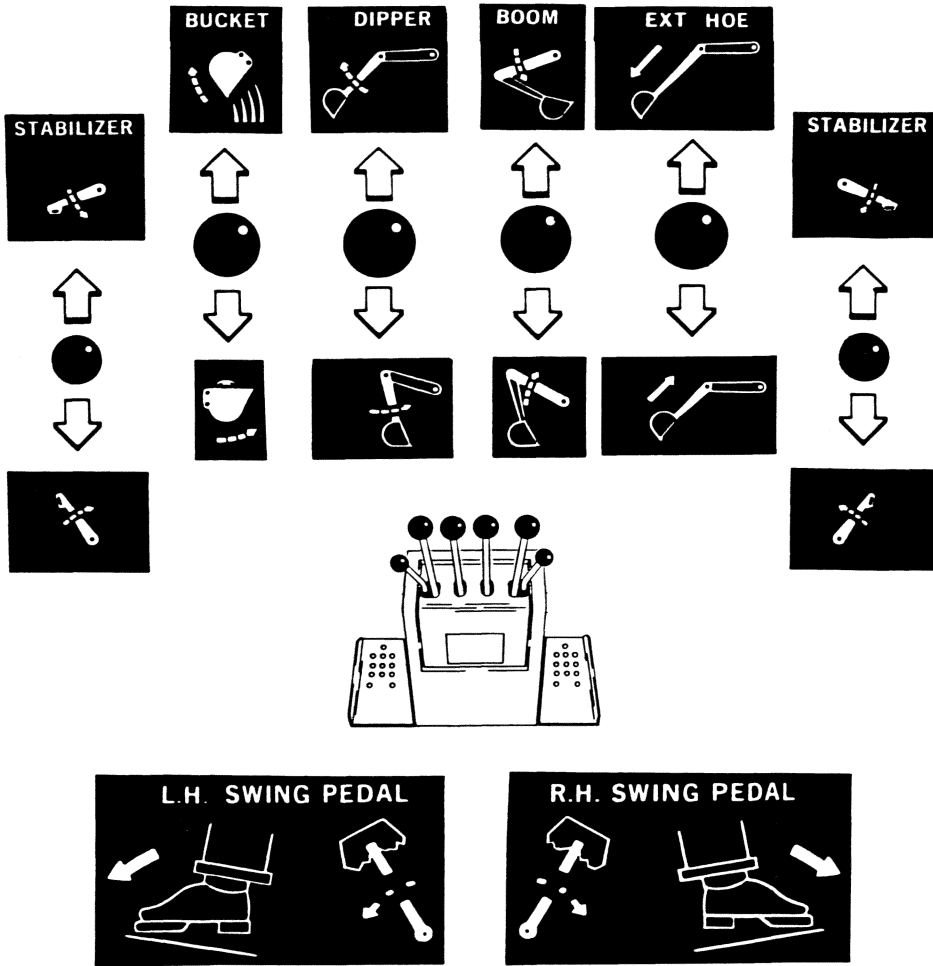 BUCKET
DIPPER
BOOM
EXT HOE
STABILIZER
STABILIZER
L.H. SWING PEDAL
R.H. SWING PEDAL